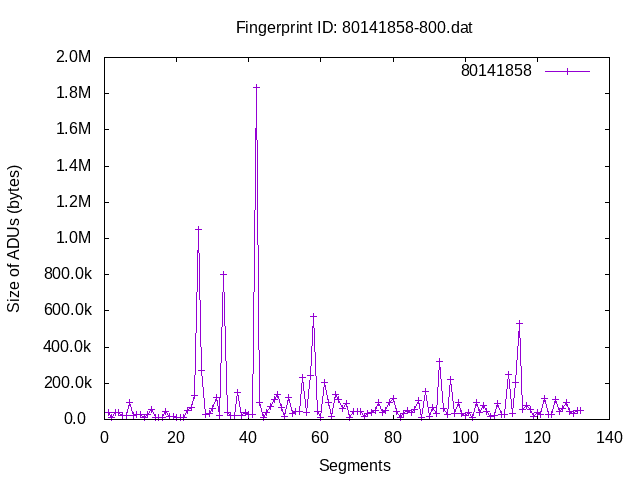 Fingerprint ID: 80141858-800.dat
80141858
2.0M
1.8M
1.6M
1.4M
1.2M
1.0M
800.0k
600.0k
400.0k
200.0k
0.0
Size of ADUs (bytes)
0 20 40 60 80 100 120 140
Segments